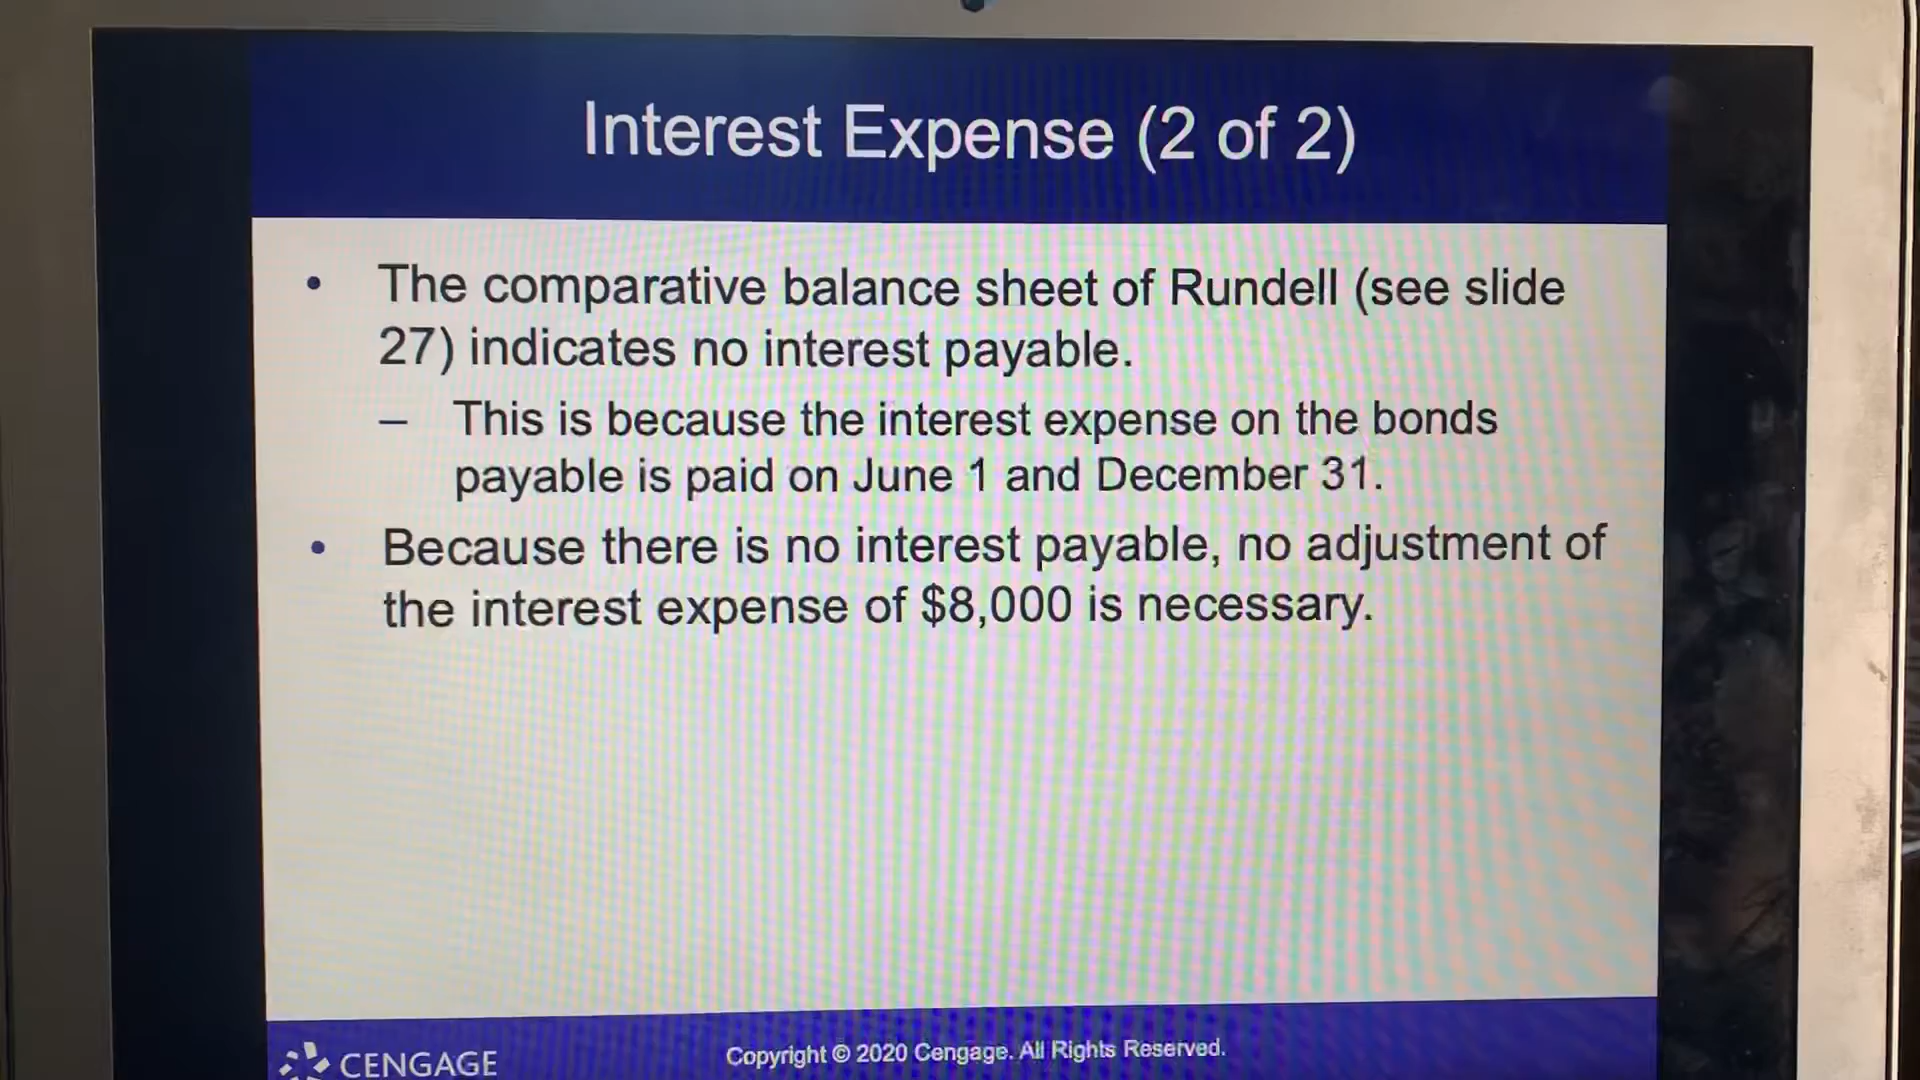 Interest Expense (2 of 2)
• The comparative balance sheet of Rundell (see slide
27) indicates no interest payable.
– This is because the interest expense on the bonds
payable is paid on June 1 and December 31.
• Because there is no interest payable, no adjustment of
the interest expense of $8,000 is necessary.
CENGAGE
Copyright © 2020 Cengage. All Rights Reserved.